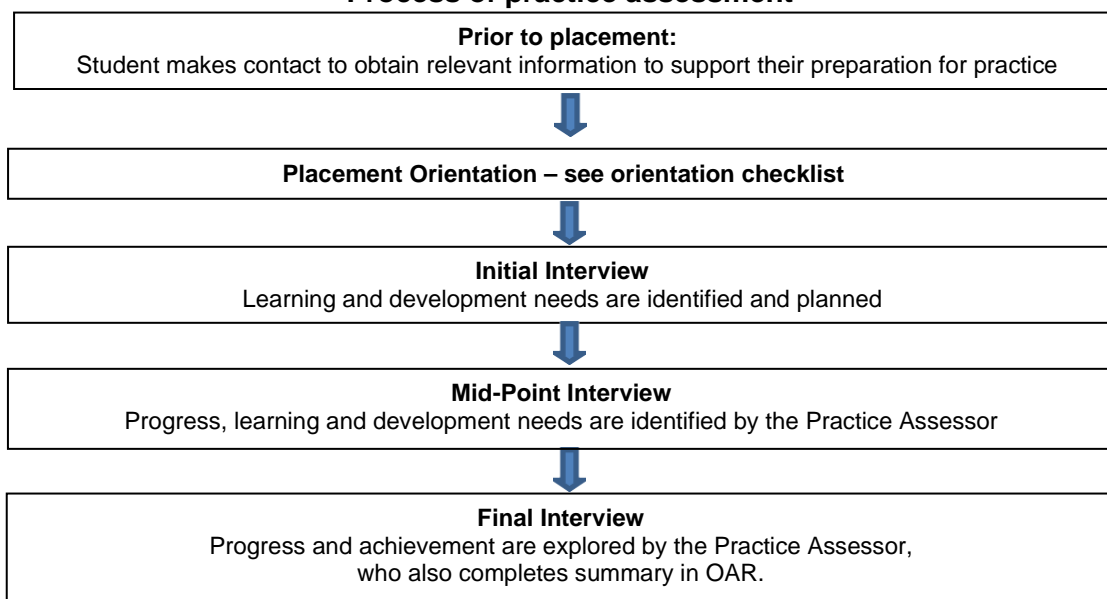 Process of practice assessment
Prior to placement:
Student makes contact to obtain relevant information to support their preparation for practice
Placement Orientation – see orientation checklist
Initial Interview
Learning and development needs are identified and planned
Mid-Point Interview
Progress, learning and development needs are identified by the Practice Assessor
Final Interview
Progress and achievement are explored by the Practice Assessor,
who also completes summary in OAR.